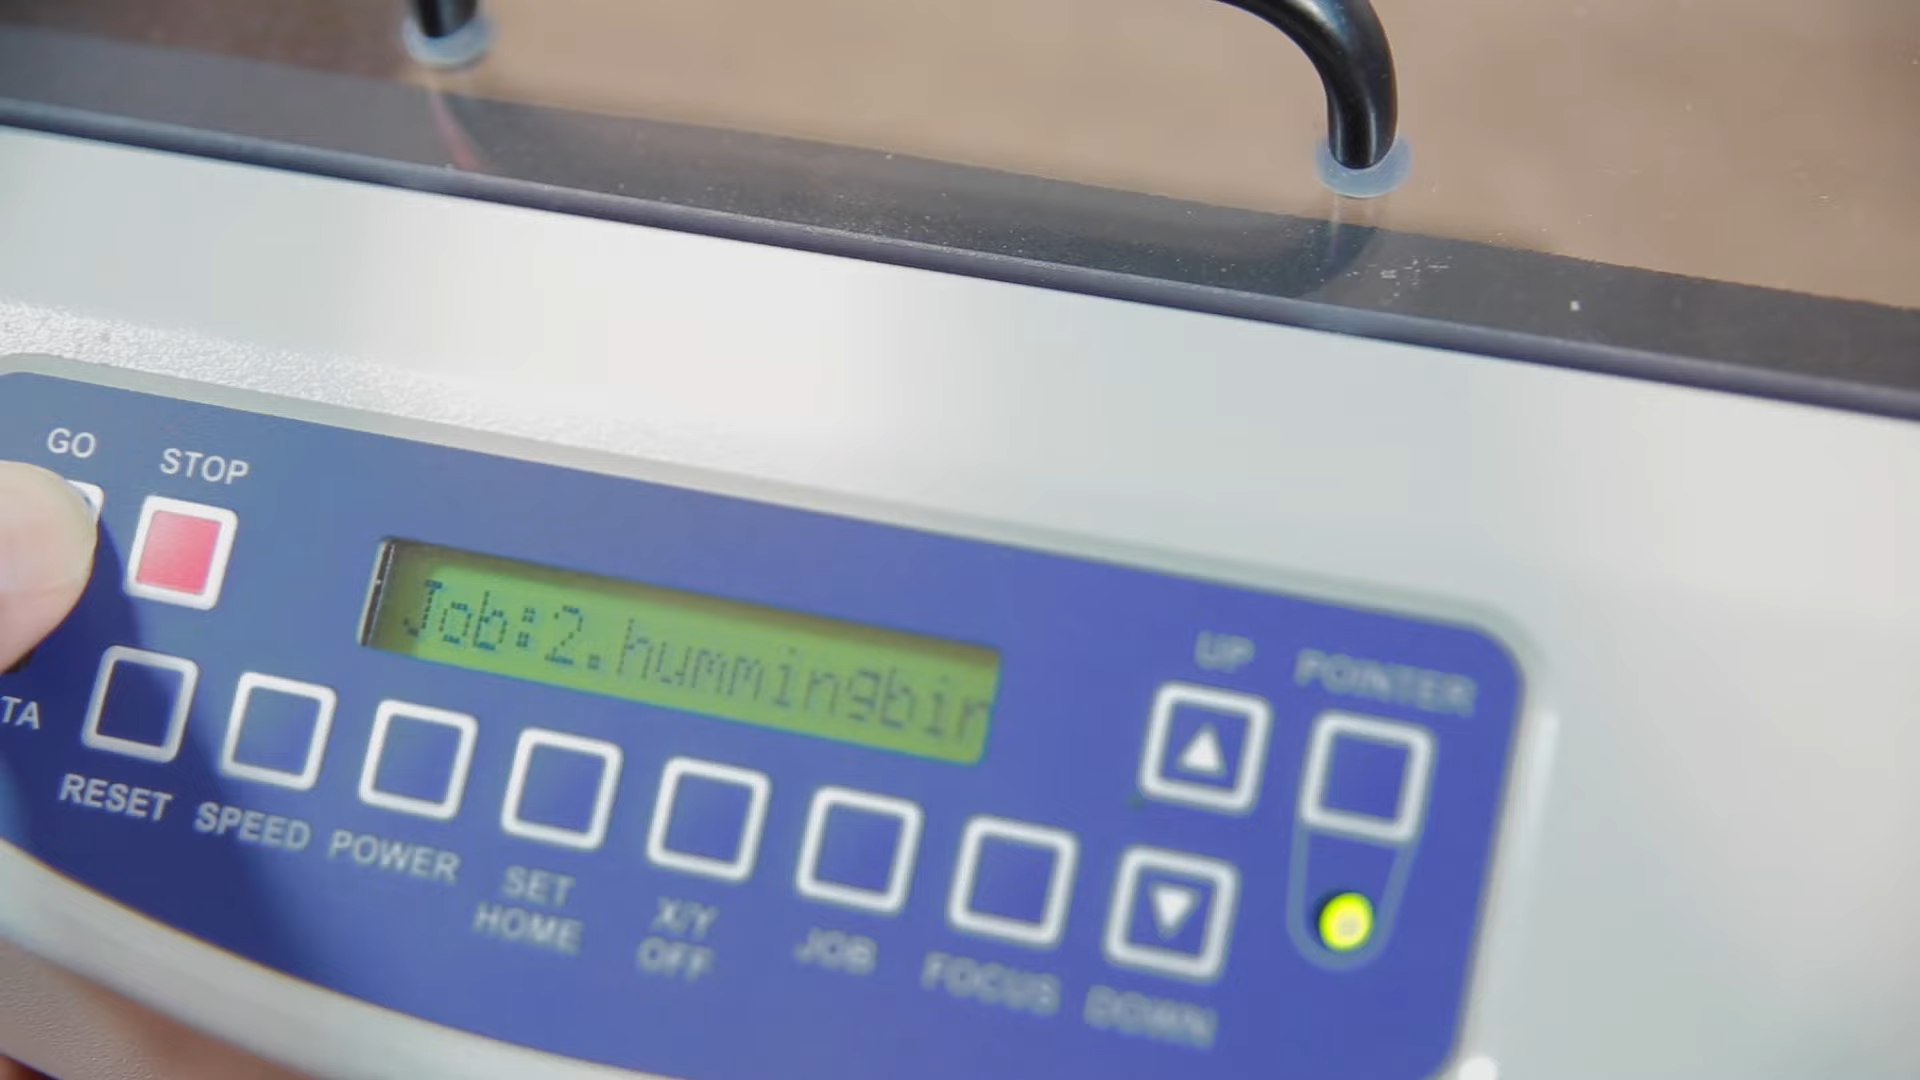 GO
STOP
Job:2.hummingbir
UP
POINTER
TA
RESET
SPEED
POWER
SET
HOME
X/Y
OFF
JOB
FOCUS
DOWN